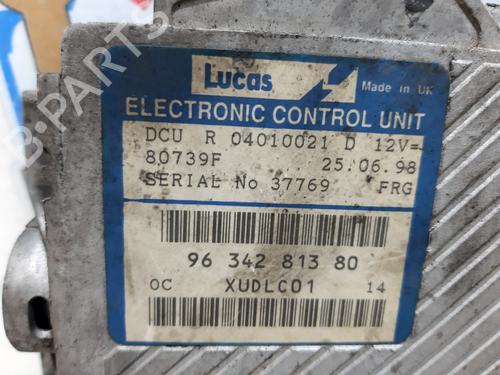 Lucas
Made in UK
ELECTRONIC CONTROL UNIT
DCU R 04010021 D 12V=
80739F 25.06.98
SERIAL No 37769 FRG
96 342 813 80
OC XUDLC01 14